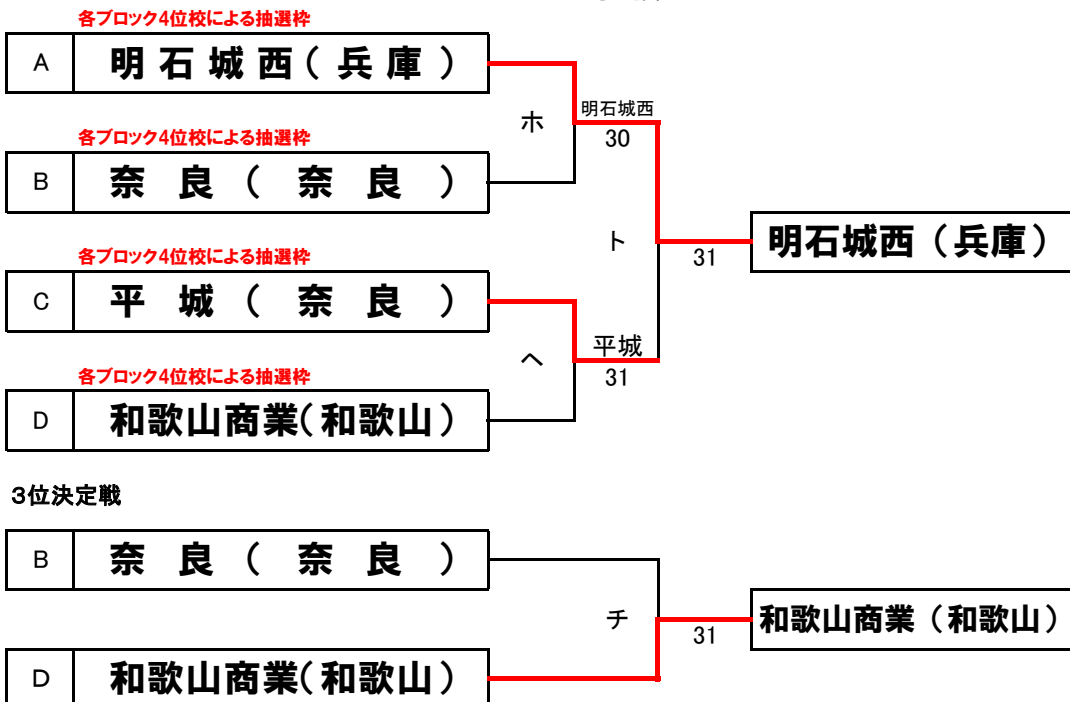 各ブロック4位校による抽選枠
A 明石城西(兵庫)
ホ
明石城西
30
各ブロック4位校による抽選枠
B 奈良(奈良)
ト
31
明石城西(兵庫)
各ブロック4位校による抽選枠
C 平城(奈良)
ヘ
平城
31
各ブロック4位校による抽選枠
D 和歌山商業(和歌山)
3位決定戦
B 奈良(奈良)
チ
31
和歌山商業(和歌山)
D 和歌山商業(和歌山)